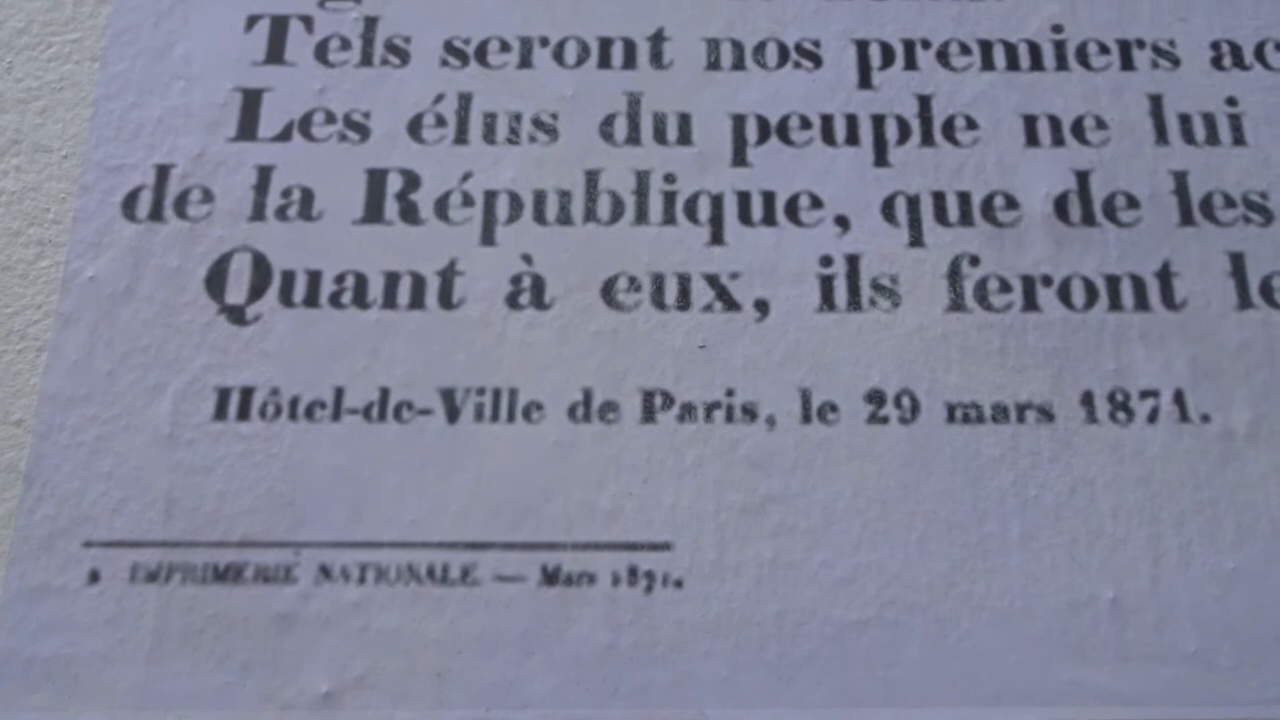 Tels seront nos premiers ac
Les élus du peuple ne lui
de la République, que de les
Quant à eux, ils feront le
Hôtel-de-Ville de Paris, le 29 mars 1871.
IMPRIMERIE NATIONALE — Mars 1871.